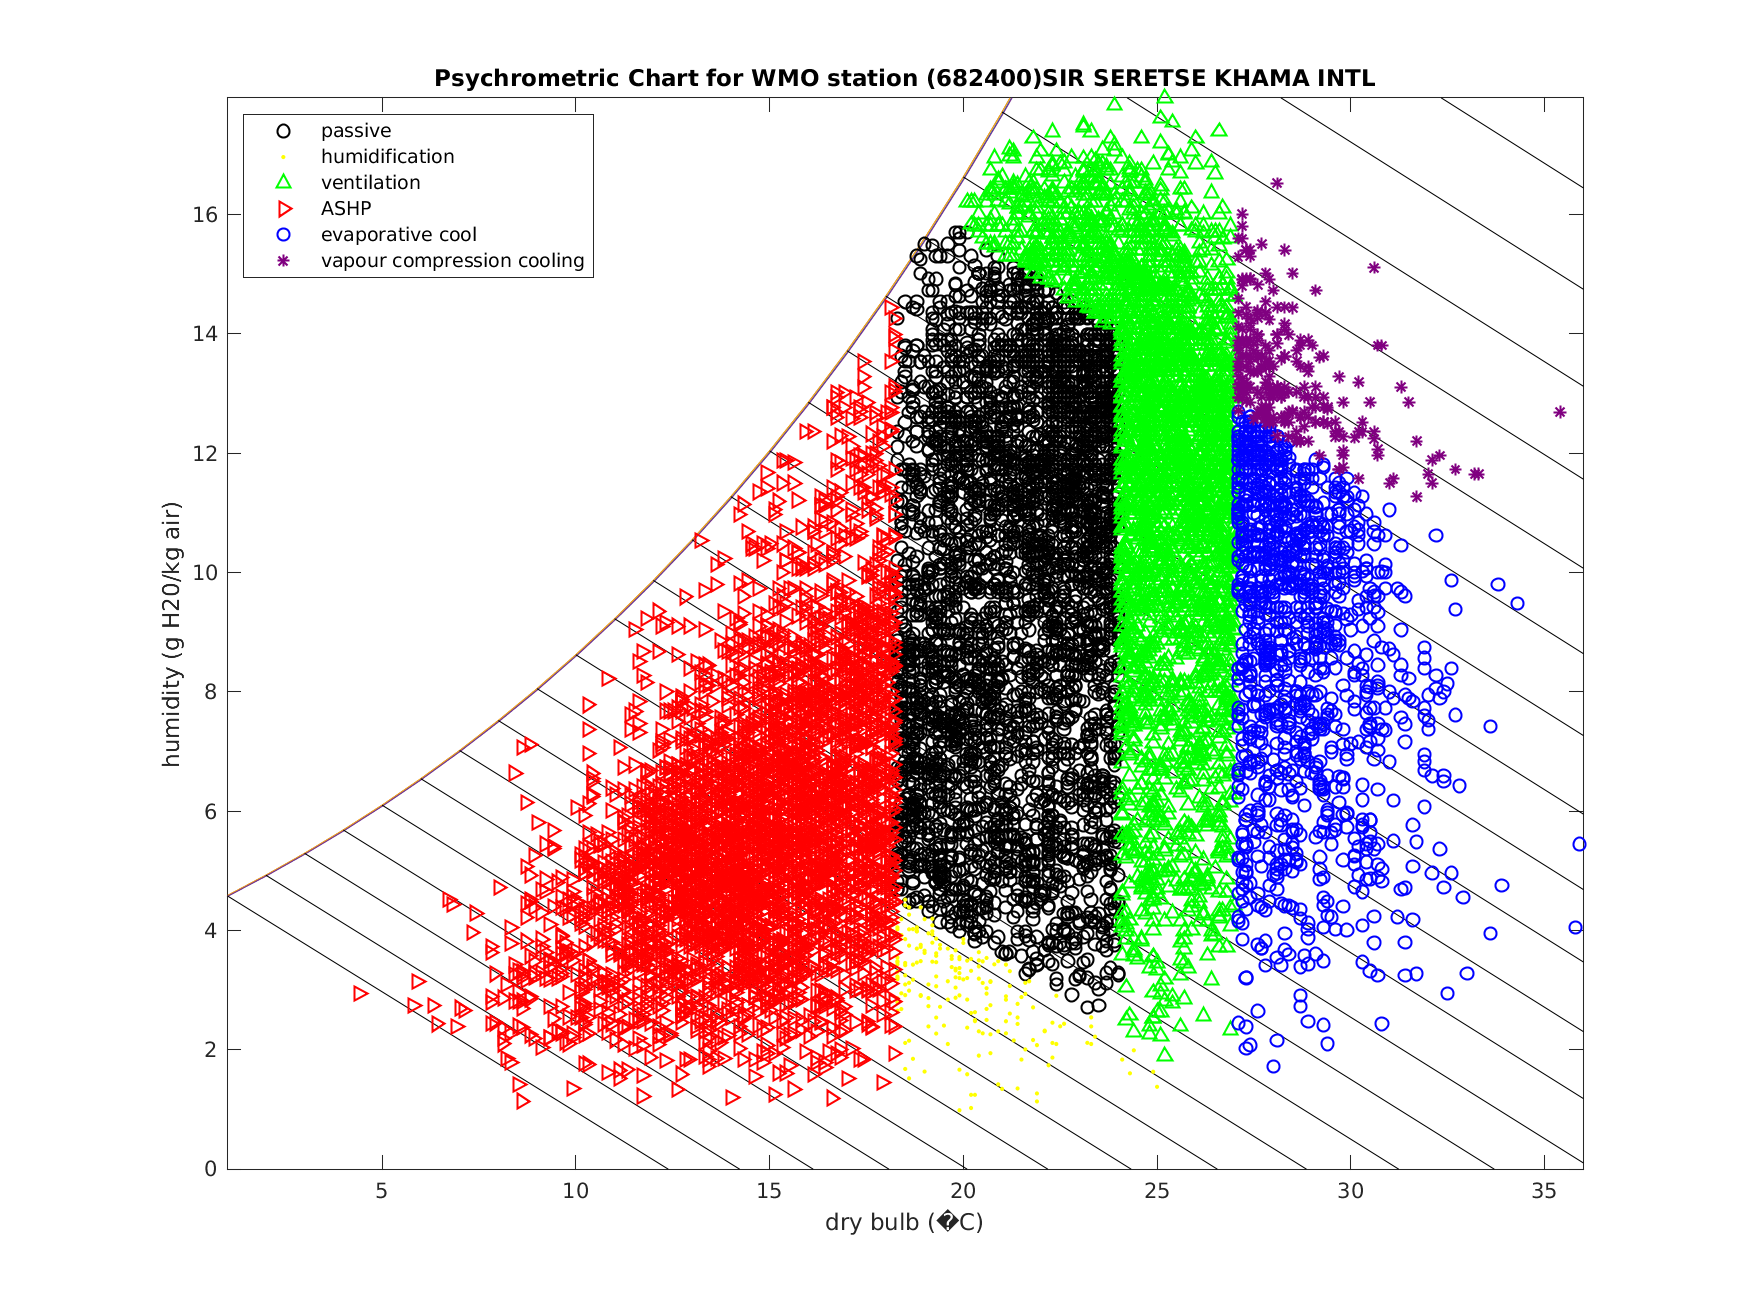 Psychrometric Chart for WMO station (682400)SIR SERETSE KHAMA INTL
passive
humidification
ventilation
ASHP
evaporative cool
vapour compression cooling
16
14
12
10
8
6
4
2
0
humidity (g H20/kg air)
5 10 15 20 25 30 35
dry bulb (�C)